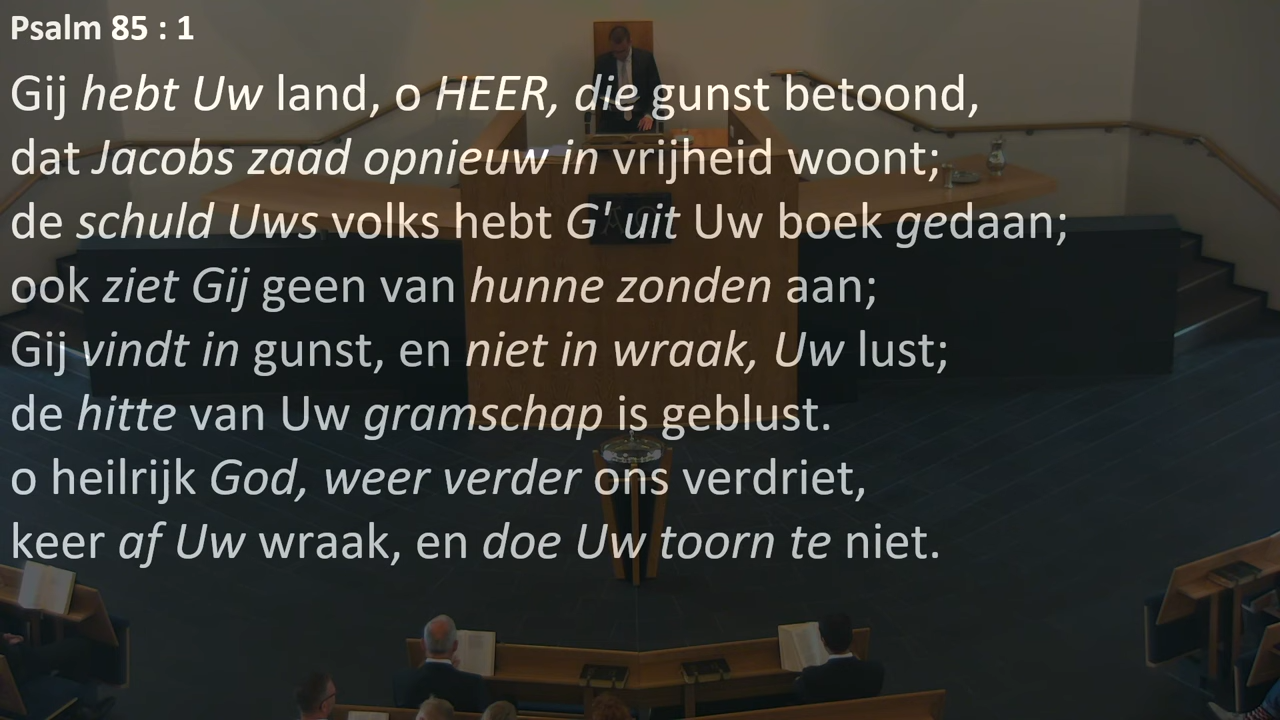 Psalm 85 : 1
Gij hebt Uw land, o HEER, die gunst betoond,
dat Jacobs zaad opnieuw in vrijheid woont;
de schuld Uws volks hebt G' uit Uw boek gedaan;
ook ziet Gij geen van hunne zonden aan;
Gij vindt in gunst, en niet in wraak, Uw lust;
de hitte van Uw gramschap is geblust.
o heilrijk God, weer verder ons verdriet,
keer af Uw wraak, en doe Uw toorn te niet.